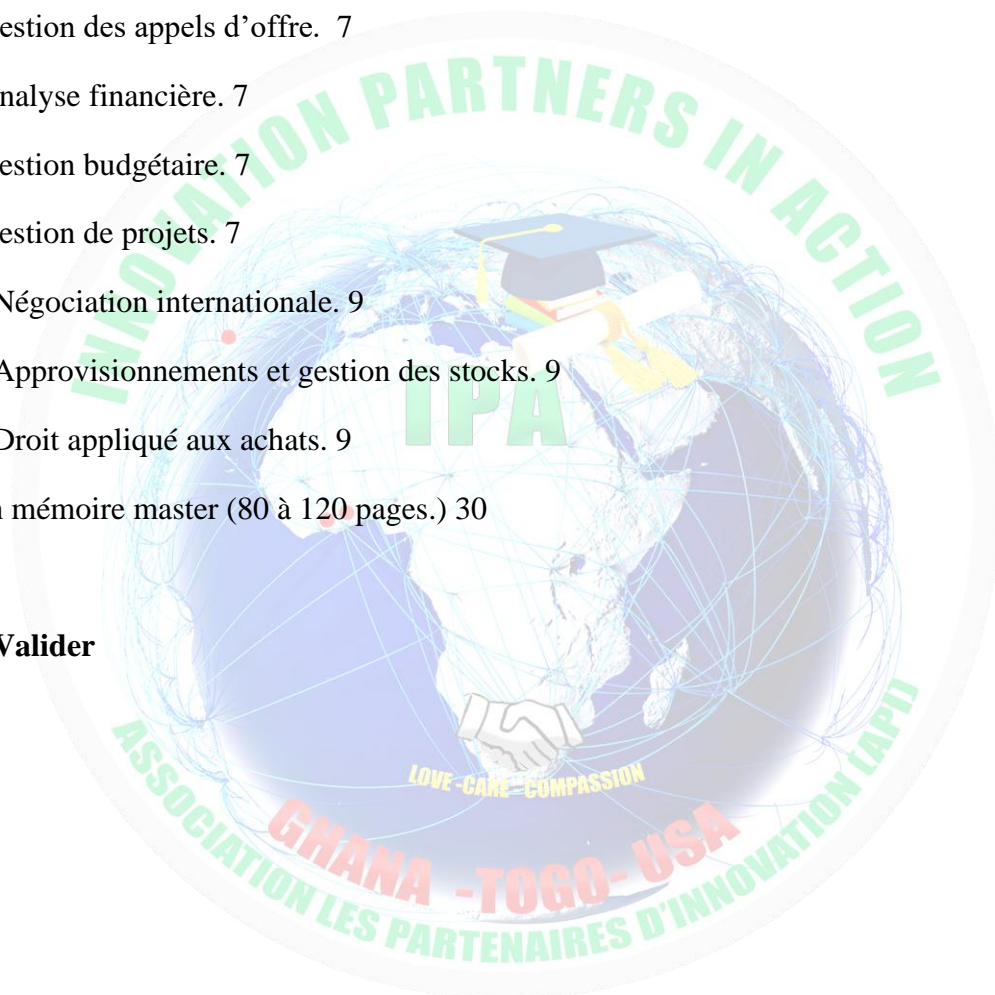 estion des appels d’offre. 7
nalyse financière. 7
estion budgétaire. 7
estion de projets. 7
Négociation internationale. 9
Approvisionnements et gestion des stocks. 9
Droit appliqué aux achats. 9
mémoire master (80 à 120 pages.) 30
Valider
INNOVATION PARTNERS IN ACTION
IPA
LOVE -CARE - COMPASSION
GHANA -TOGO- USA
ASSOCIATION LES PARTENAIRES D'INNOVATION (API)